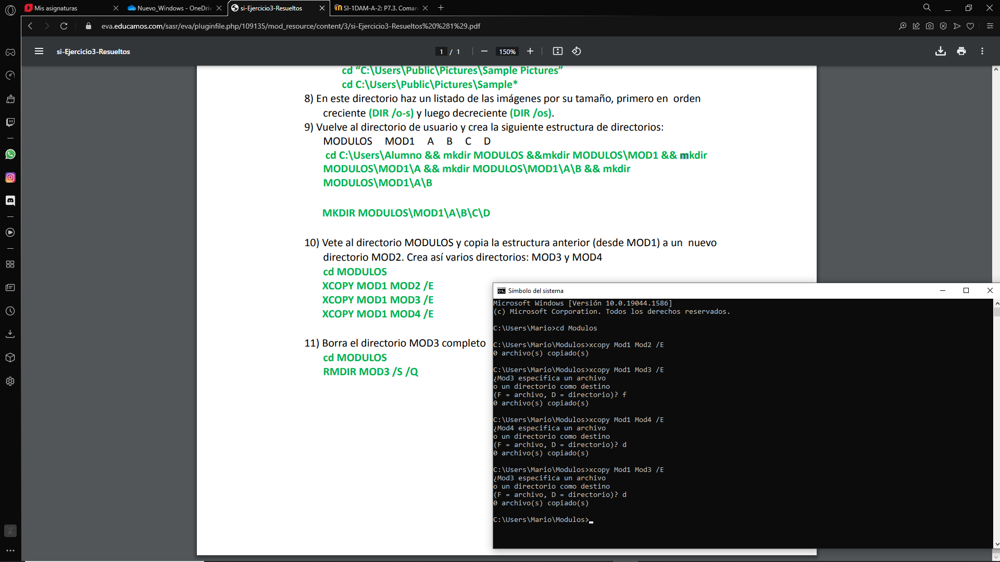 Mis asignaturas
Nuevo_Windows - OneDriv
si-Ejercicio3-Resueltos
SI-1DAM-A-2: P7.3. Coman
eva.educamos.com/sasr/eva/pluginfile.php/109135/mod_resource/content/3/si-Ejercicio3-Resueltos%20%281%29.pdf
si-Ejercicio3-Resueltos
1 / 1
150%
cd “C:\Users\Public\Pictures\Sample Pictures”
cd C:\Users\Public\Pictures\Sample*
8) En este directorio haz un listado de las imágenes por su tamaño, primero en orden
creciente (DIR /o-s) y luego decreciente (DIR /os).
9) Vuelve al directorio de usuario y crea la siguiente estructura de directorios:
MODULOS MOD1 A B C D
cd C:\Users\Alumno && mkdir MODULOS &&mkdir MODULOS\MOD1 && mkdir
MODULOS\MOD1\A && mkdir MODULOS\MOD1\A\B && mkdir
MODULOS\MOD1\A\B
MKDIR MODULOS\MOD1\A\B\C\D
10) Vete al directorio MODULOS y copia la estructura anterior (desde MOD1) a un nuevo
directorio MOD2. Crea así varios directorios: MOD3 y MOD4
cd MODULOS
XCOPY MOD1 MOD2 /E
XCOPY MOD1 MOD3 /E
XCOPY MOD1 MOD4 /E
11) Borra el directorio MOD3 completo
cd MODULOS
RMDIR MOD3 /S /Q
Símbolo del sistema
Microsoft Windows [Versión 10.0.19044.1586]
(c) Microsoft Corporation. Todos los derechos reservados.
C:\Users\Mario>cd Modulos
C:\Users\Mario\Modulos>xcopy Mod1 Mod2 /E
0 archivo(s) copiado(s)
C:\Users\Mario\Modulos>xcopy Mod1 Mod3 /E
¿Mod3 especifica un archivo
o un directorio como destino
(F = archivo, D = directorio)? f
0 archivo(s) copiado(s)
C:\Users\Mario\Modulos>xcopy Mod1 Mod4 /E
¿Mod4 especifica un archivo
o un directorio como destino
(F = archivo, D = directorio)? d
0 archivo(s) copiado(s)
C:\Users\Mario\Modulos>xcopy Mod1 Mod3 /E
¿Mod3 especifica un archivo
o un directorio como destino
(F = archivo, D = directorio)? d
0 archivo(s) copiado(s)
C:\Users\Mario\Modulos>